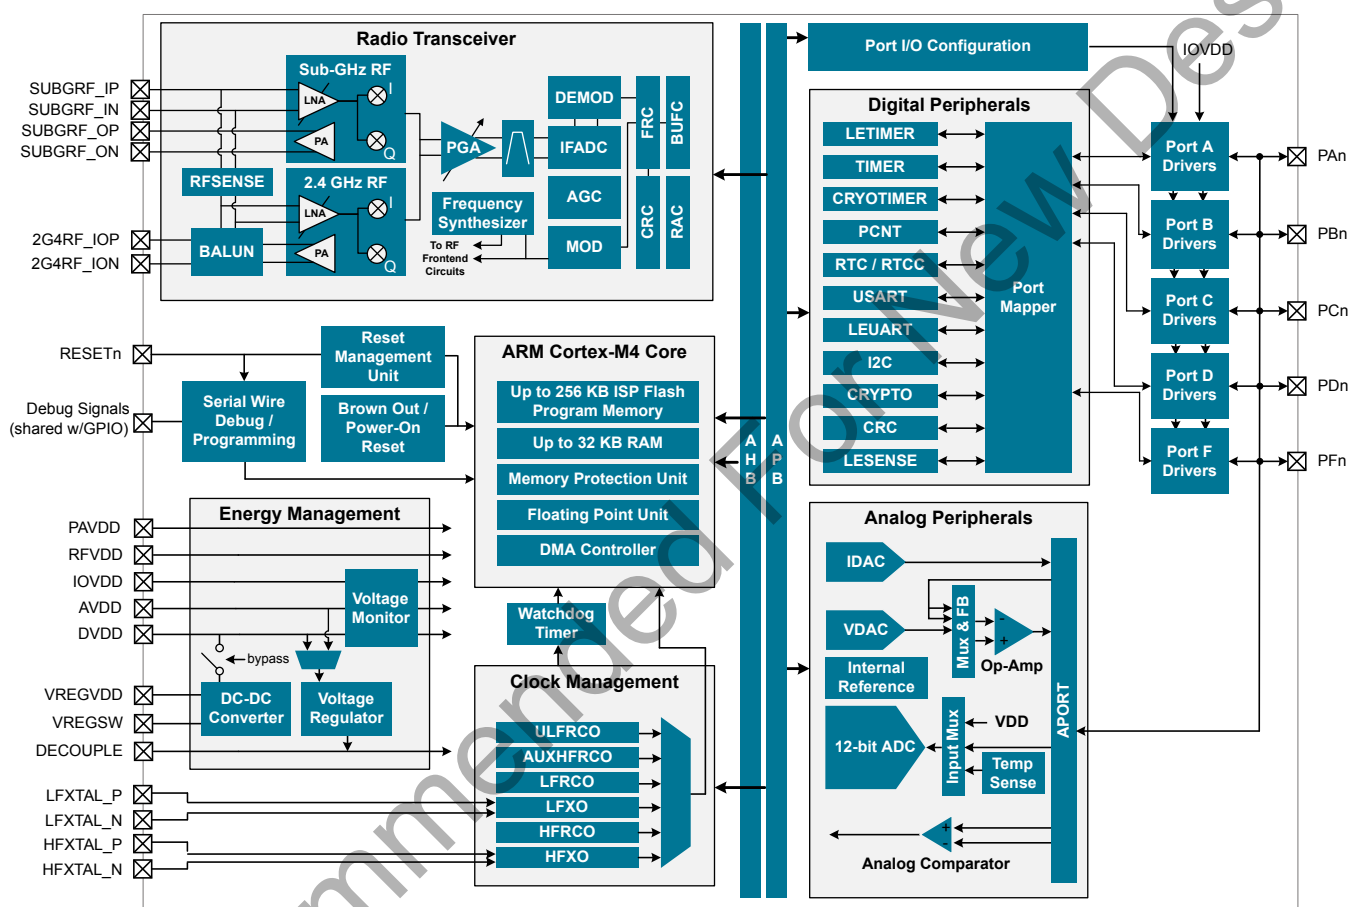 Radio Transceiver
SUBGRF_IP
SUBGRF_IN
SUBGRF_OP
SUBGRF_ON
2G4RF_IOP
2G4RF_ION
Sub-GHz RF
LNA
I
PA
Q
RFSENSE
BALUN
2.4 GHz RF
LNA
I
PA
Q
PGA
Frequency
Synthesizer
To RF
Frontend
Circuits
DEMOD
IFADC
AGC
MOD
FRC
BUFC
CRC
RAC
RESETn
Debug Signals
(shared w/GPIO)
Reset
Management
Unit
Serial Wire
Debug /
Programming
Brown Out /
Power-On
Reset
ARM Cortex-M4 Core
Up to 256 KB ISP Flash
Program Memory
Up to 32 KB RAM
Memory Protection Unit
Floating Point Unit
DMA Controller
Watchdog
Timer
Energy Management
PAVDD
RFVDD
IOVDD
AVDD
DVDD
VREGVDD
VREGSW
DECOUPLE
Voltage
Monitor
bypass
DC-DC
Converter
Voltage
Regulator
Clock Management
LFXTAL_P
LFXTAL_N
HFXTAL_P
HFXTAL_N
ULFRCO
AUXHFRCO
LFRCO
LFXO
HFRCO
HFXO
AHB
APB
Port I/O Configuration
IOVDD
Digital Peripherals
LETIMER
TIMER
CRYOTIMER
PCNT
RTC / RTCC
USART
LEUART
I2C
CRYPTO
CRC
LESENSE
Port
Mapper
Port A
Drivers
Port B
Drivers
Port C
Drivers
Port D
Drivers
Port F
Drivers
PAn
PBn
PCn
PDn
PFn
Analog Peripherals
IDAC
VDAC
Mux & FB
-
+
Op-Amp
Internal
Reference
12-bit ADC
Input Mux
VDD
Temp
Sense
APORT
+
-
Analog Comparator
mmended For New Des